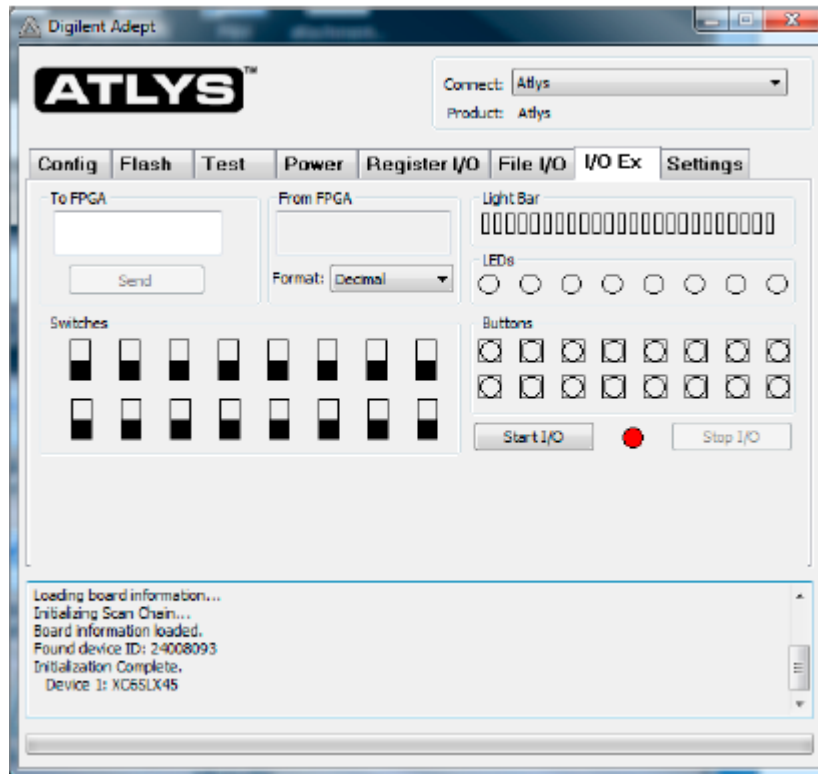 Digilent Adept
ATLYS™
Connect: Atlys
Product: Atlys
Config Flash Test Power Register I/O File I/O I/O Ex Settings
To FPGA
From FPGA
Light Bar
Send
Format: Decimal
LEDs
Switches
Buttons
Start I/O
Stop I/O
Loading board information...
Initializing Scan Chain...
Board information loaded.
Found device ID: 24008093
Initialization Complete.
Device 1: XC6SLX45